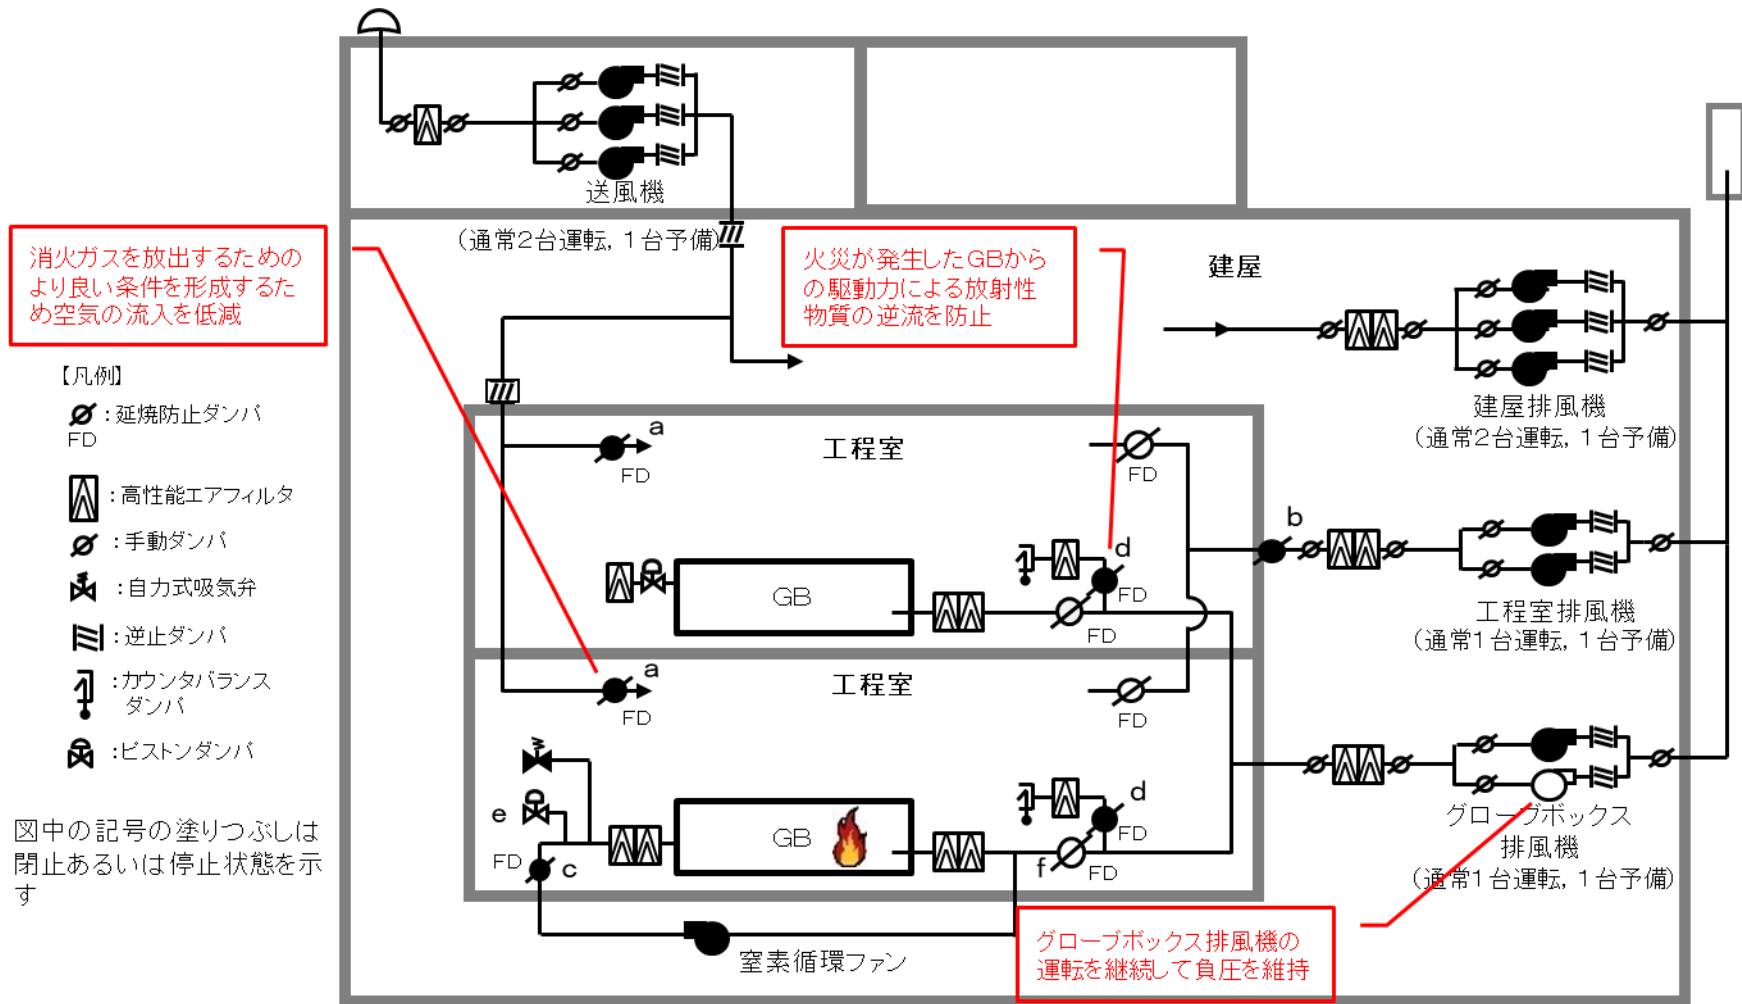 送風機
(通常2台運転, 1台予備)
消火ガスを放出するための
より良い条件を形成するた
め空気の流入を低減
火災が発生したGBから
の駆動力による放射性
物質の逆流を防止
建屋
【凡例】
:延焼防止ダンパ
FD
:高性能エアフィルタ
:手動ダンパ
:自力式吸気弁
:逆止ダンパ
:カウンタバランス
ダンパ
:ピストンダンパ
図中の記号の塗りつぶしは
閉止あるいは停止状態を示
す
建屋排風機
(通常2台運転, 1台予備)
a
FD
工程室
FD
b
GB
d
FD
FD
工程室排風機
(通常1台運転, 1台予備)
a
FD
工程室
FD
e
FD
c
GB
d
FD
f
FD
グローブボックス
排風機
(通常1台運転, 1台予備)
窒素循環ファン
グローブボックス排風機の
運転を継続して負圧を維持